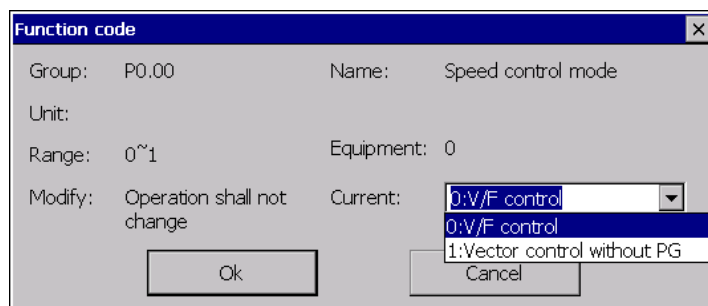 Function code
Group: P0.00 Name: Speed control mode
Unit:
Range: 0~1 Equipment: 0
Modify: Operation shall not change Current: 0:V/F control
0:V/F control
1:Vector control without PG
Ok Cancel